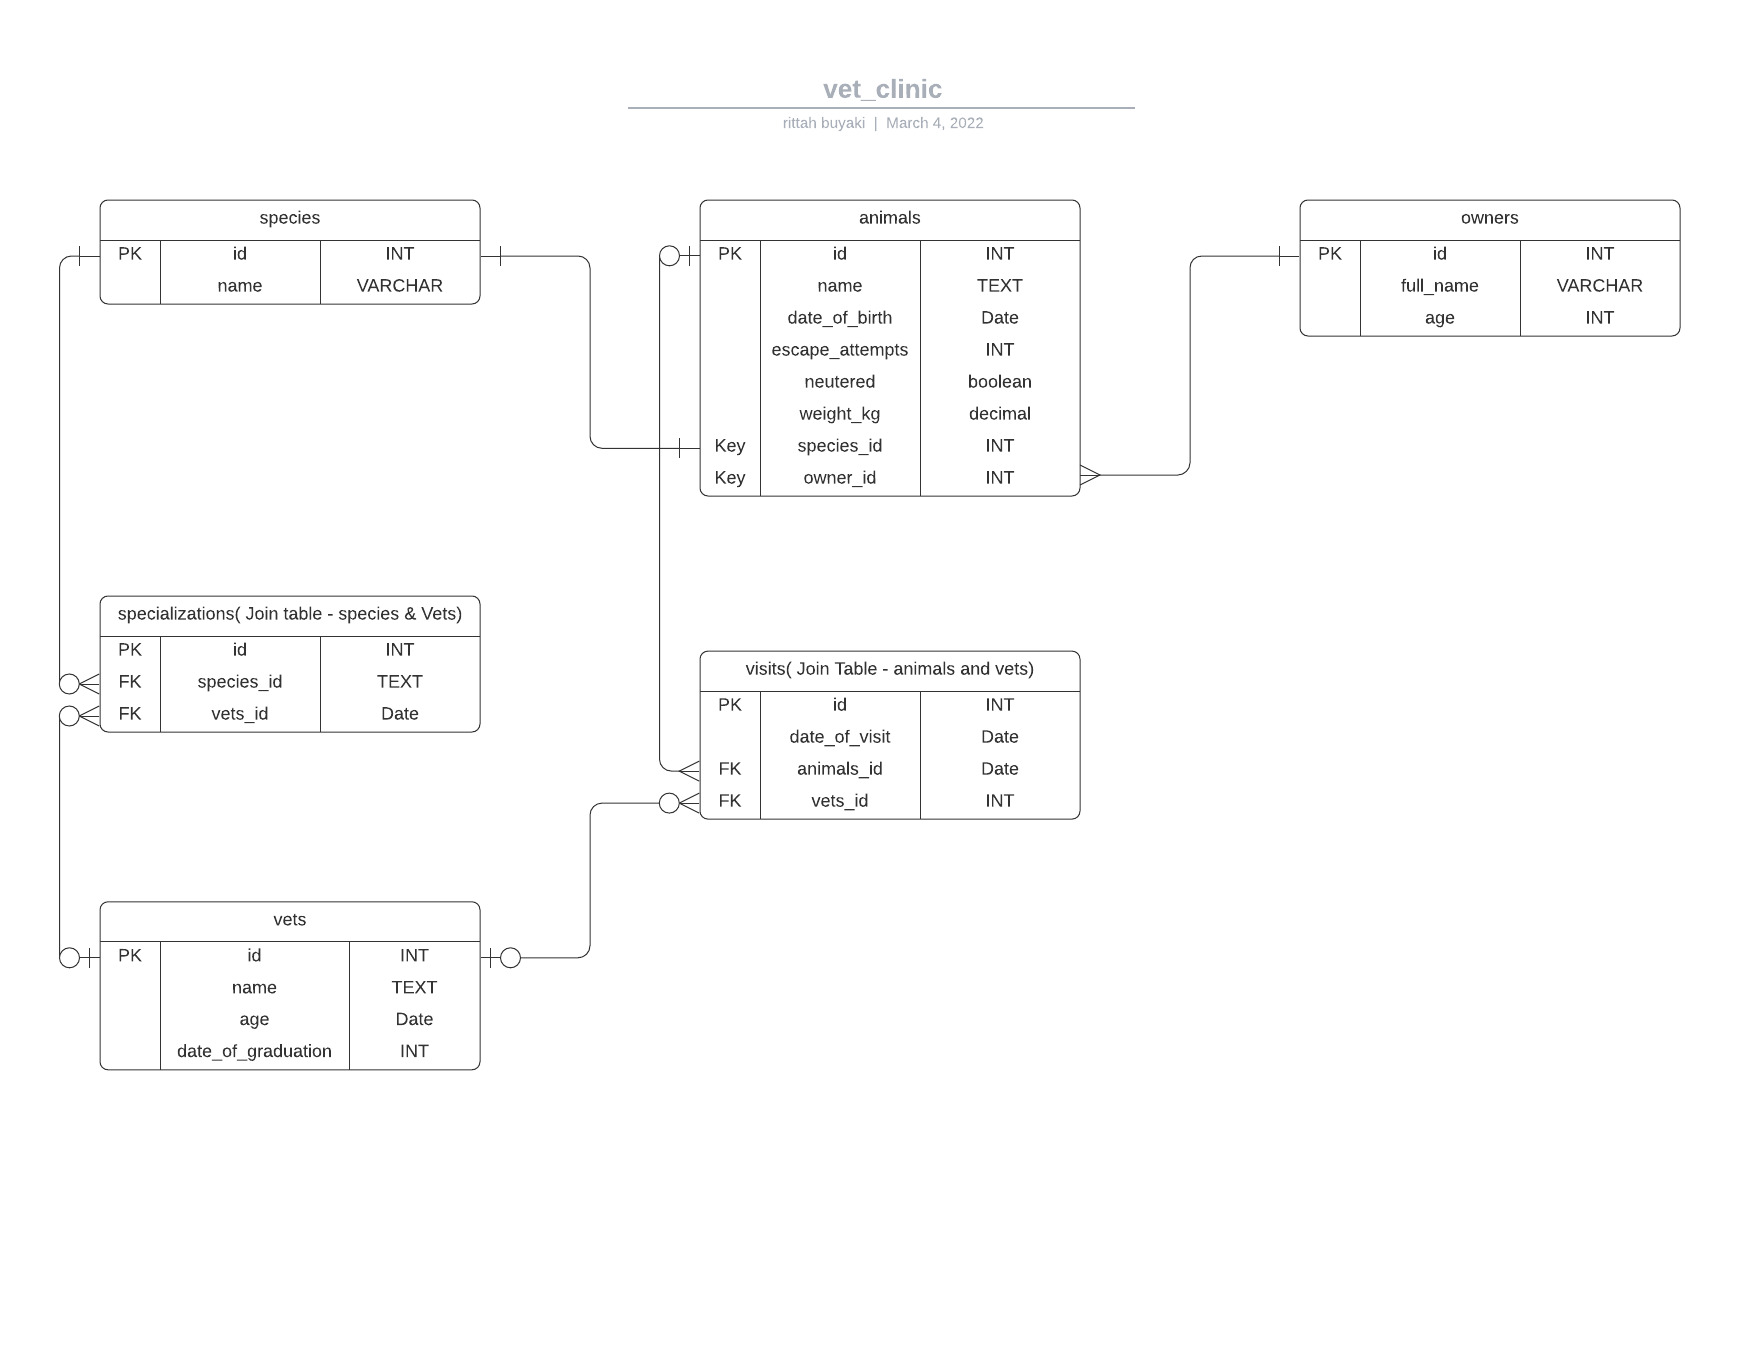 vet_clinic
rittah buyaki | March 4, 2022
species
PK id INT
name VARCHAR
animals
PK id INT
name TEXT
date_of_birth Date
escape_attempts INT
neutered boolean
weight_kg decimal
Key species_id INT
Key owner_id INT
owners
PK id INT
full_name VARCHAR
age INT
specializations( Join table - species & Vets)
PK id INT
FK species_id TEXT
FK vets_id Date
visits( Join Table - animals and vets)
PK id INT
date_of_visit Date
FK animals_id Date
FK vets_id INT
vets
PK id INT
name TEXT
age Date
date_of_graduation INT